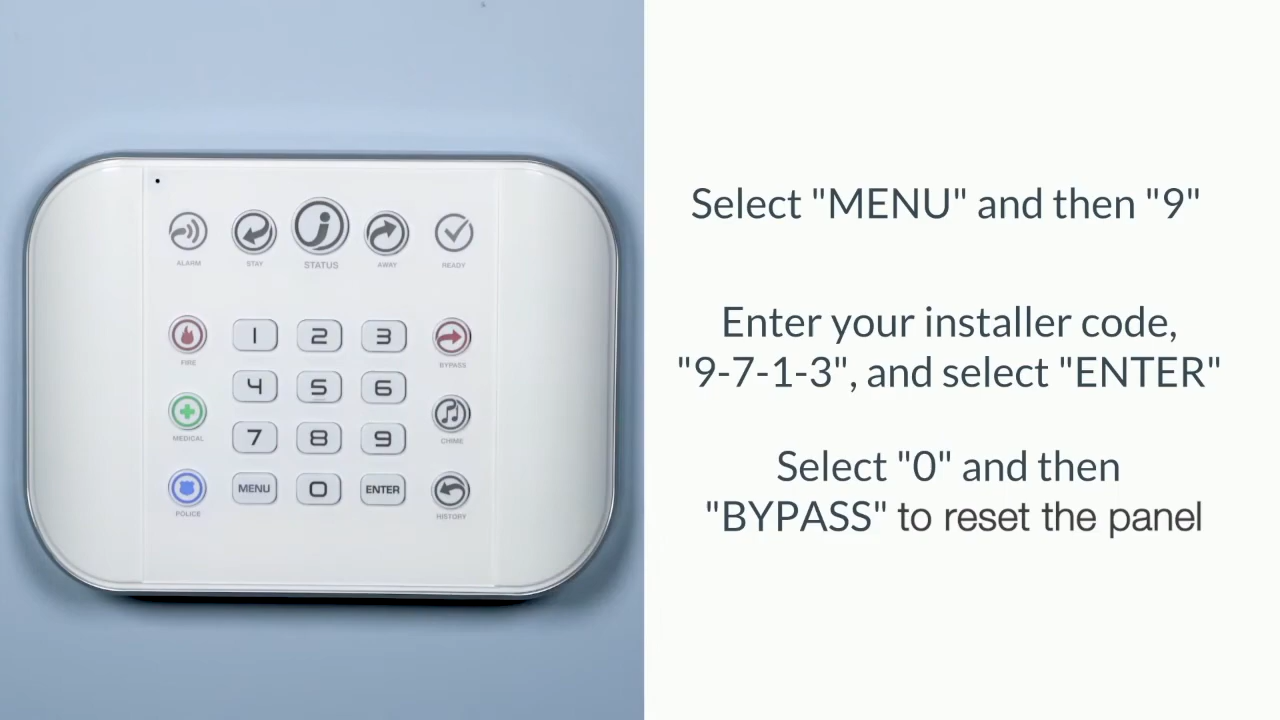 ALARM
STAY
STATUS
AWAY
READY
FIRE
1
2
3
BYPASS
4
5
6
MEDICAL
7
8
9
CHIME
POLICE
MENU
0
ENTER
HISTORY
Select "MENU" and then "9"
Enter your installer code,
"9-7-1-3", and select "ENTER"
Select "0" and then
"BYPASS" to reset the panel